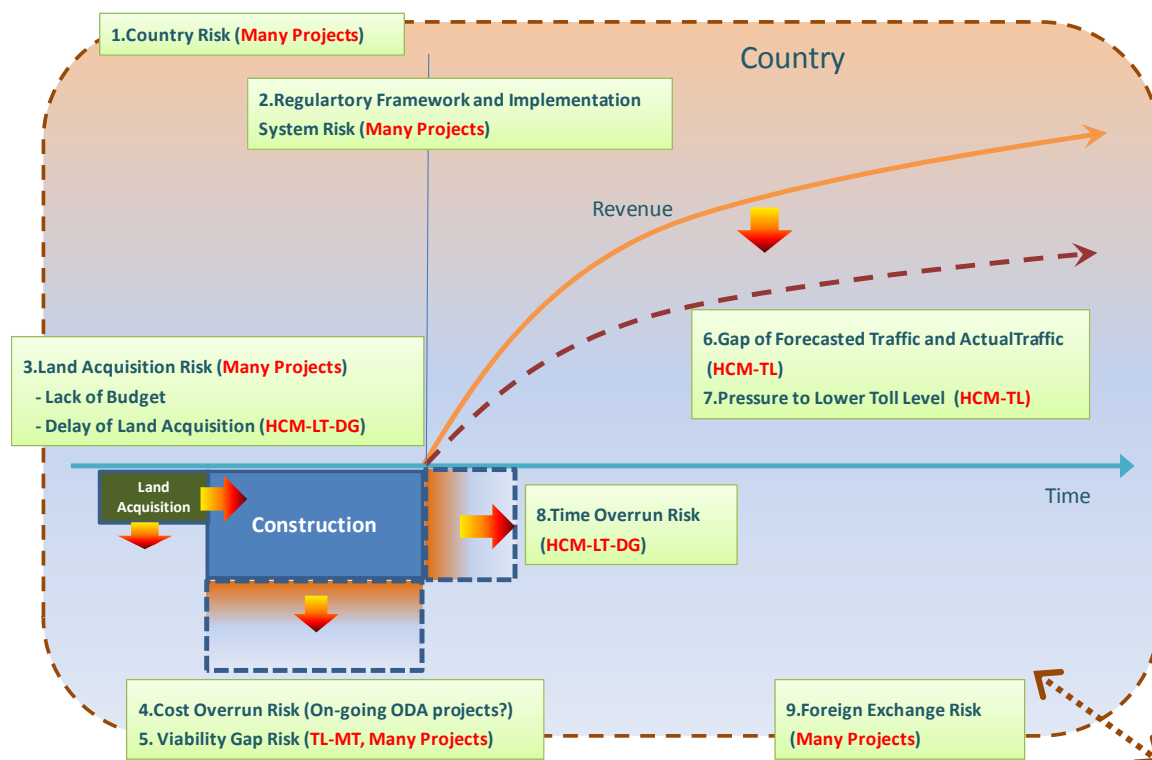 1.Country Risk (Many Projects)
Country
2.Regulartory Framework and Implementation
System Risk (Many Projects)
Revenue
3.Land Acquisition Risk (Many Projects)
- Lack of Budget
- Delay of Land Acquisition (HCM-LT-DG)
6.Gap of Forecasted Traffic and ActualTraffic
(HCM-TL)
7.Pressure to Lower Toll Level (HCM-TL)
Land
Acquisition
Construction
Time
8.Time Overrun Risk
(HCM-LT-DG)
4.Cost Overrun Risk (On-going ODA projects?)
5. Viability Gap Risk (TL-MT, Many Projects)
9.Foreign Exchange Risk
(Many Projects)